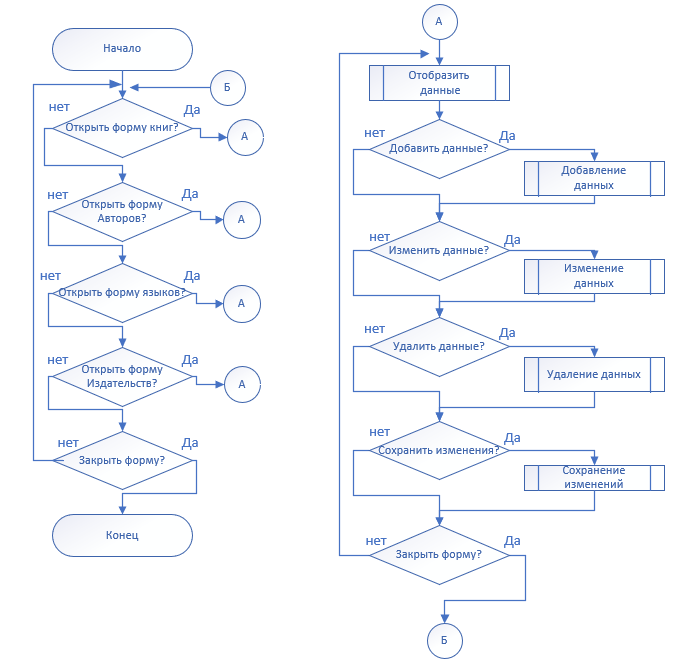 Начало
Б
нет
Да
Открыть форму книг?
А
нет
Да
Открыть форму
Авторов?
А
нет
Да
Открыть форму языков?
А
нет
Да
Открыть форму
Издательств?
А
нет
Да
Закрыть форму?
Конец
А
Отобразить
данные
нет
Да
Добавить данные?
Добавление
данных
нет
Да
Изменить данные?
Изменение
данных
нет
Да
Удалить данные?
Удаление данных
нет
Да
Сохранить изменения?
Сохранение
изменений
нет
Да
Закрыть форму?
Б